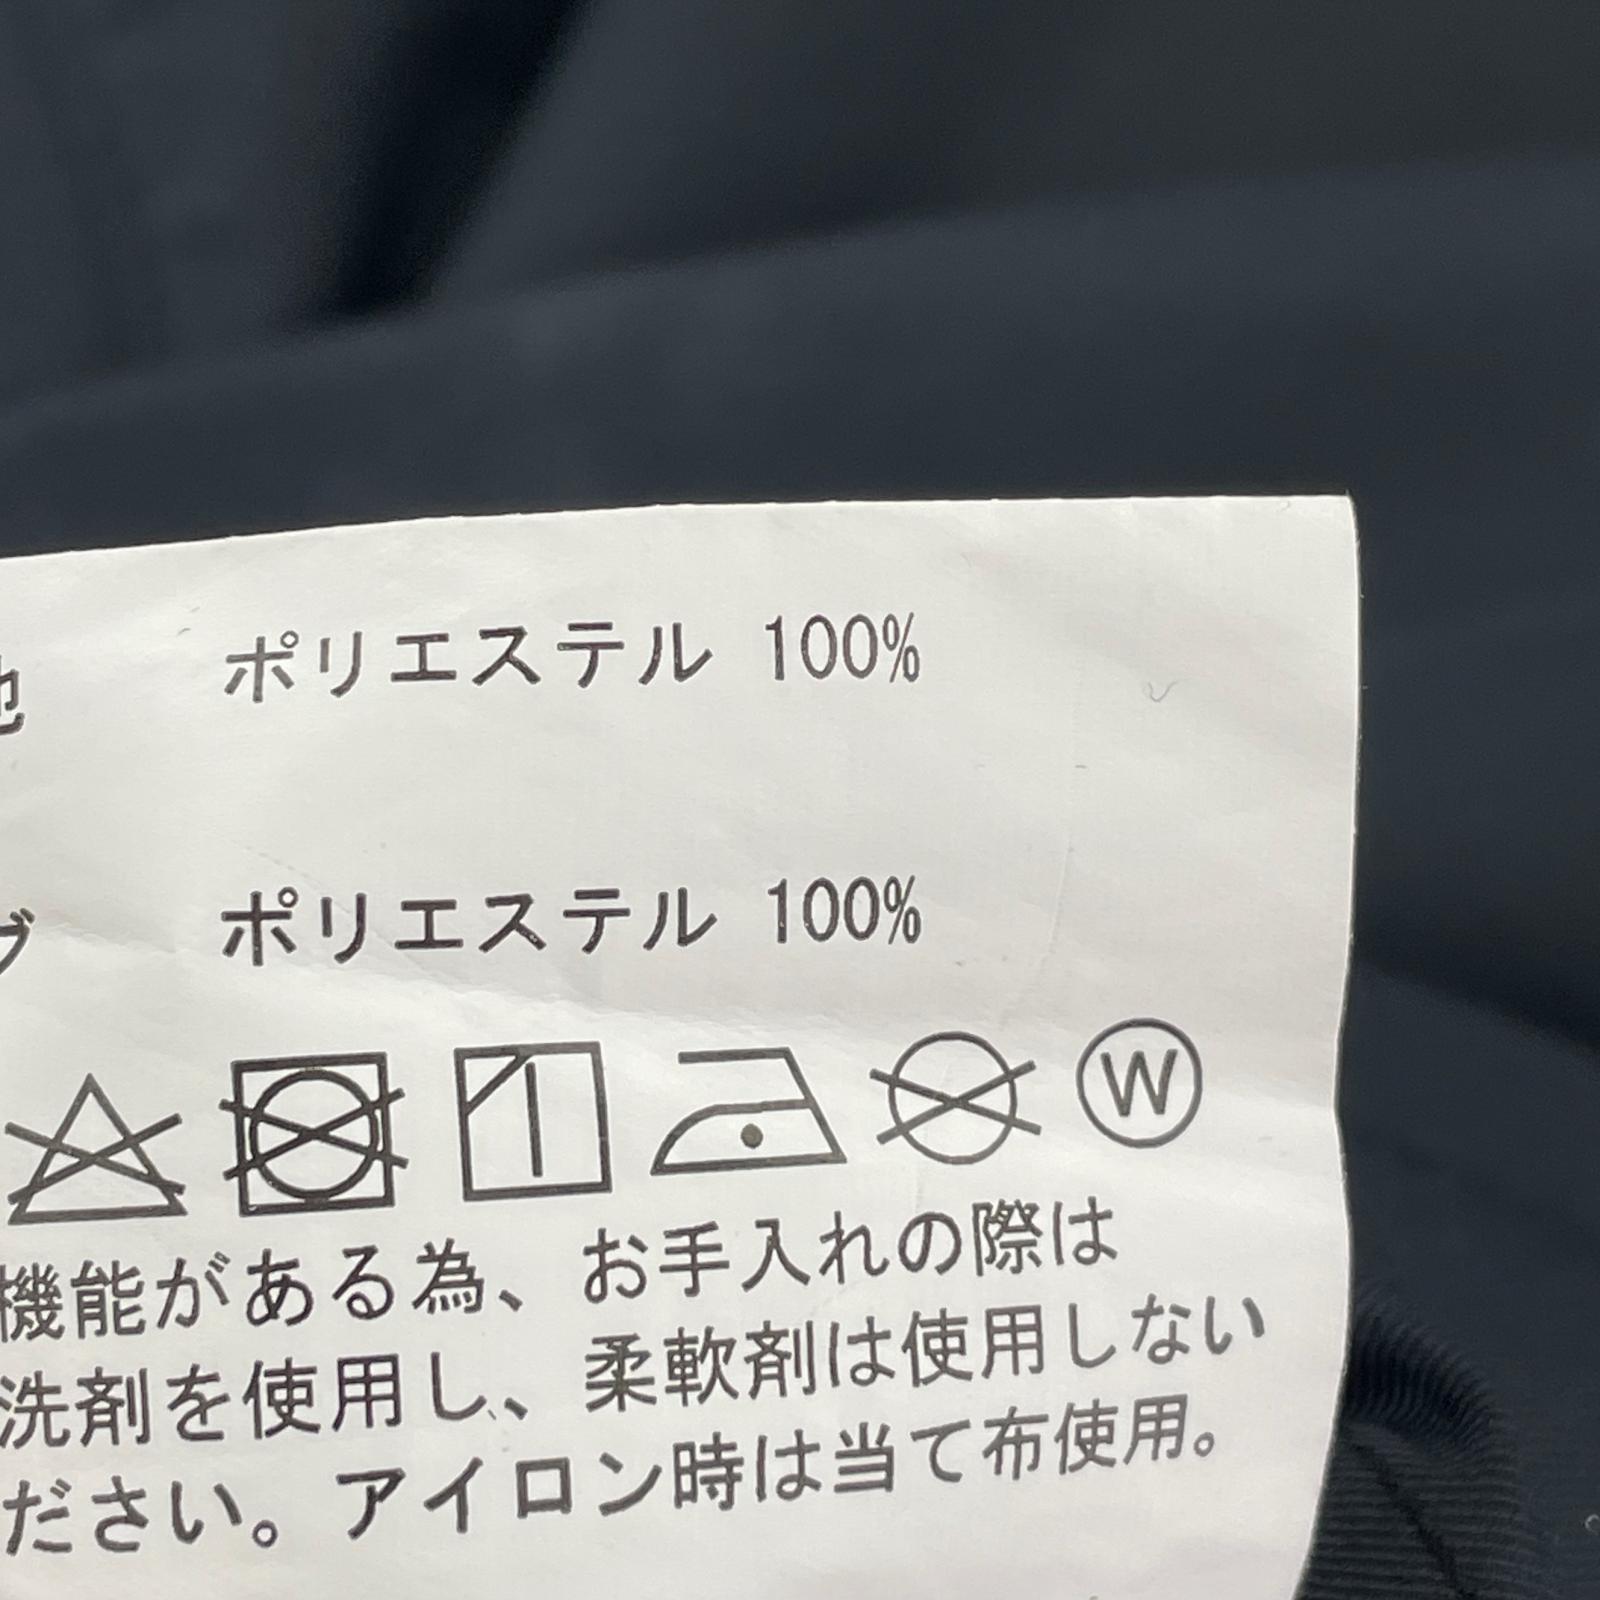 地 ポリエステル 100%
グ ポリエステル 100%
W
機能がある為、お手入れの際は
洗剤を使用し、柔軟剤は使用しない
ださい。アイロン時は当て布使用。